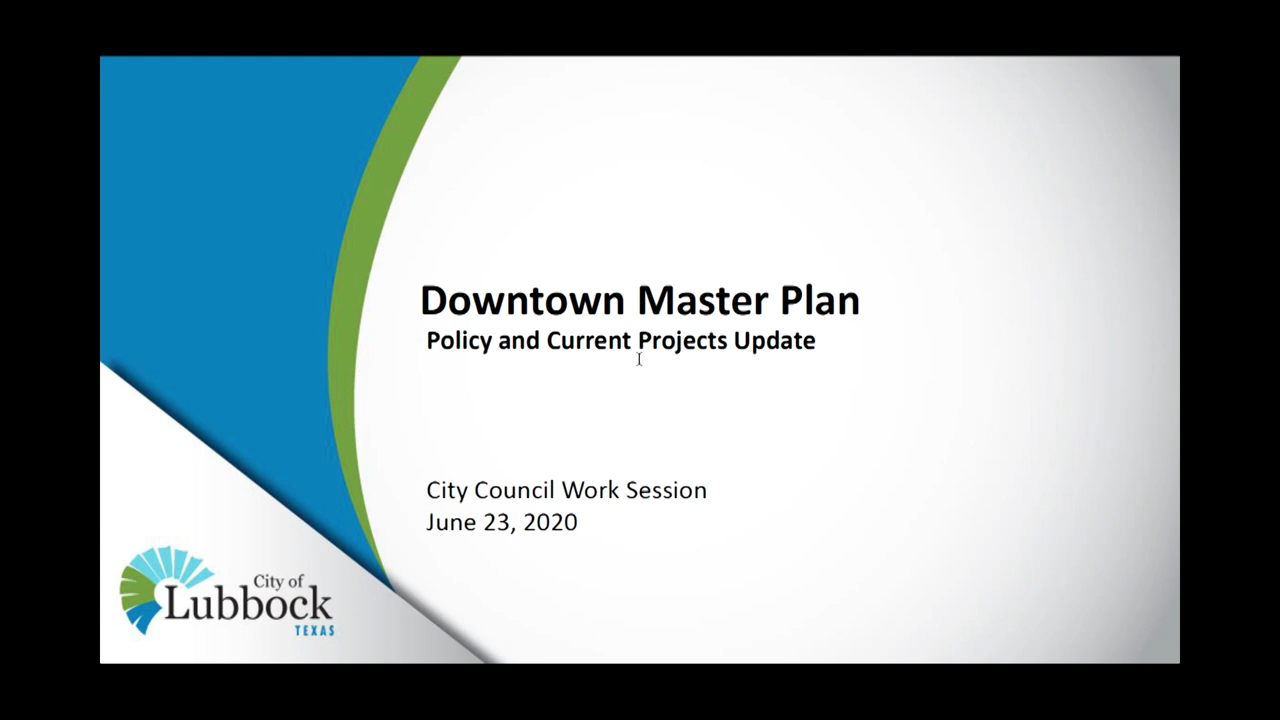 Downtown Master Plan
Policy and Current Projects Update
City Council Work Session
June 23, 2020
City of
Lubbock
TEXAS